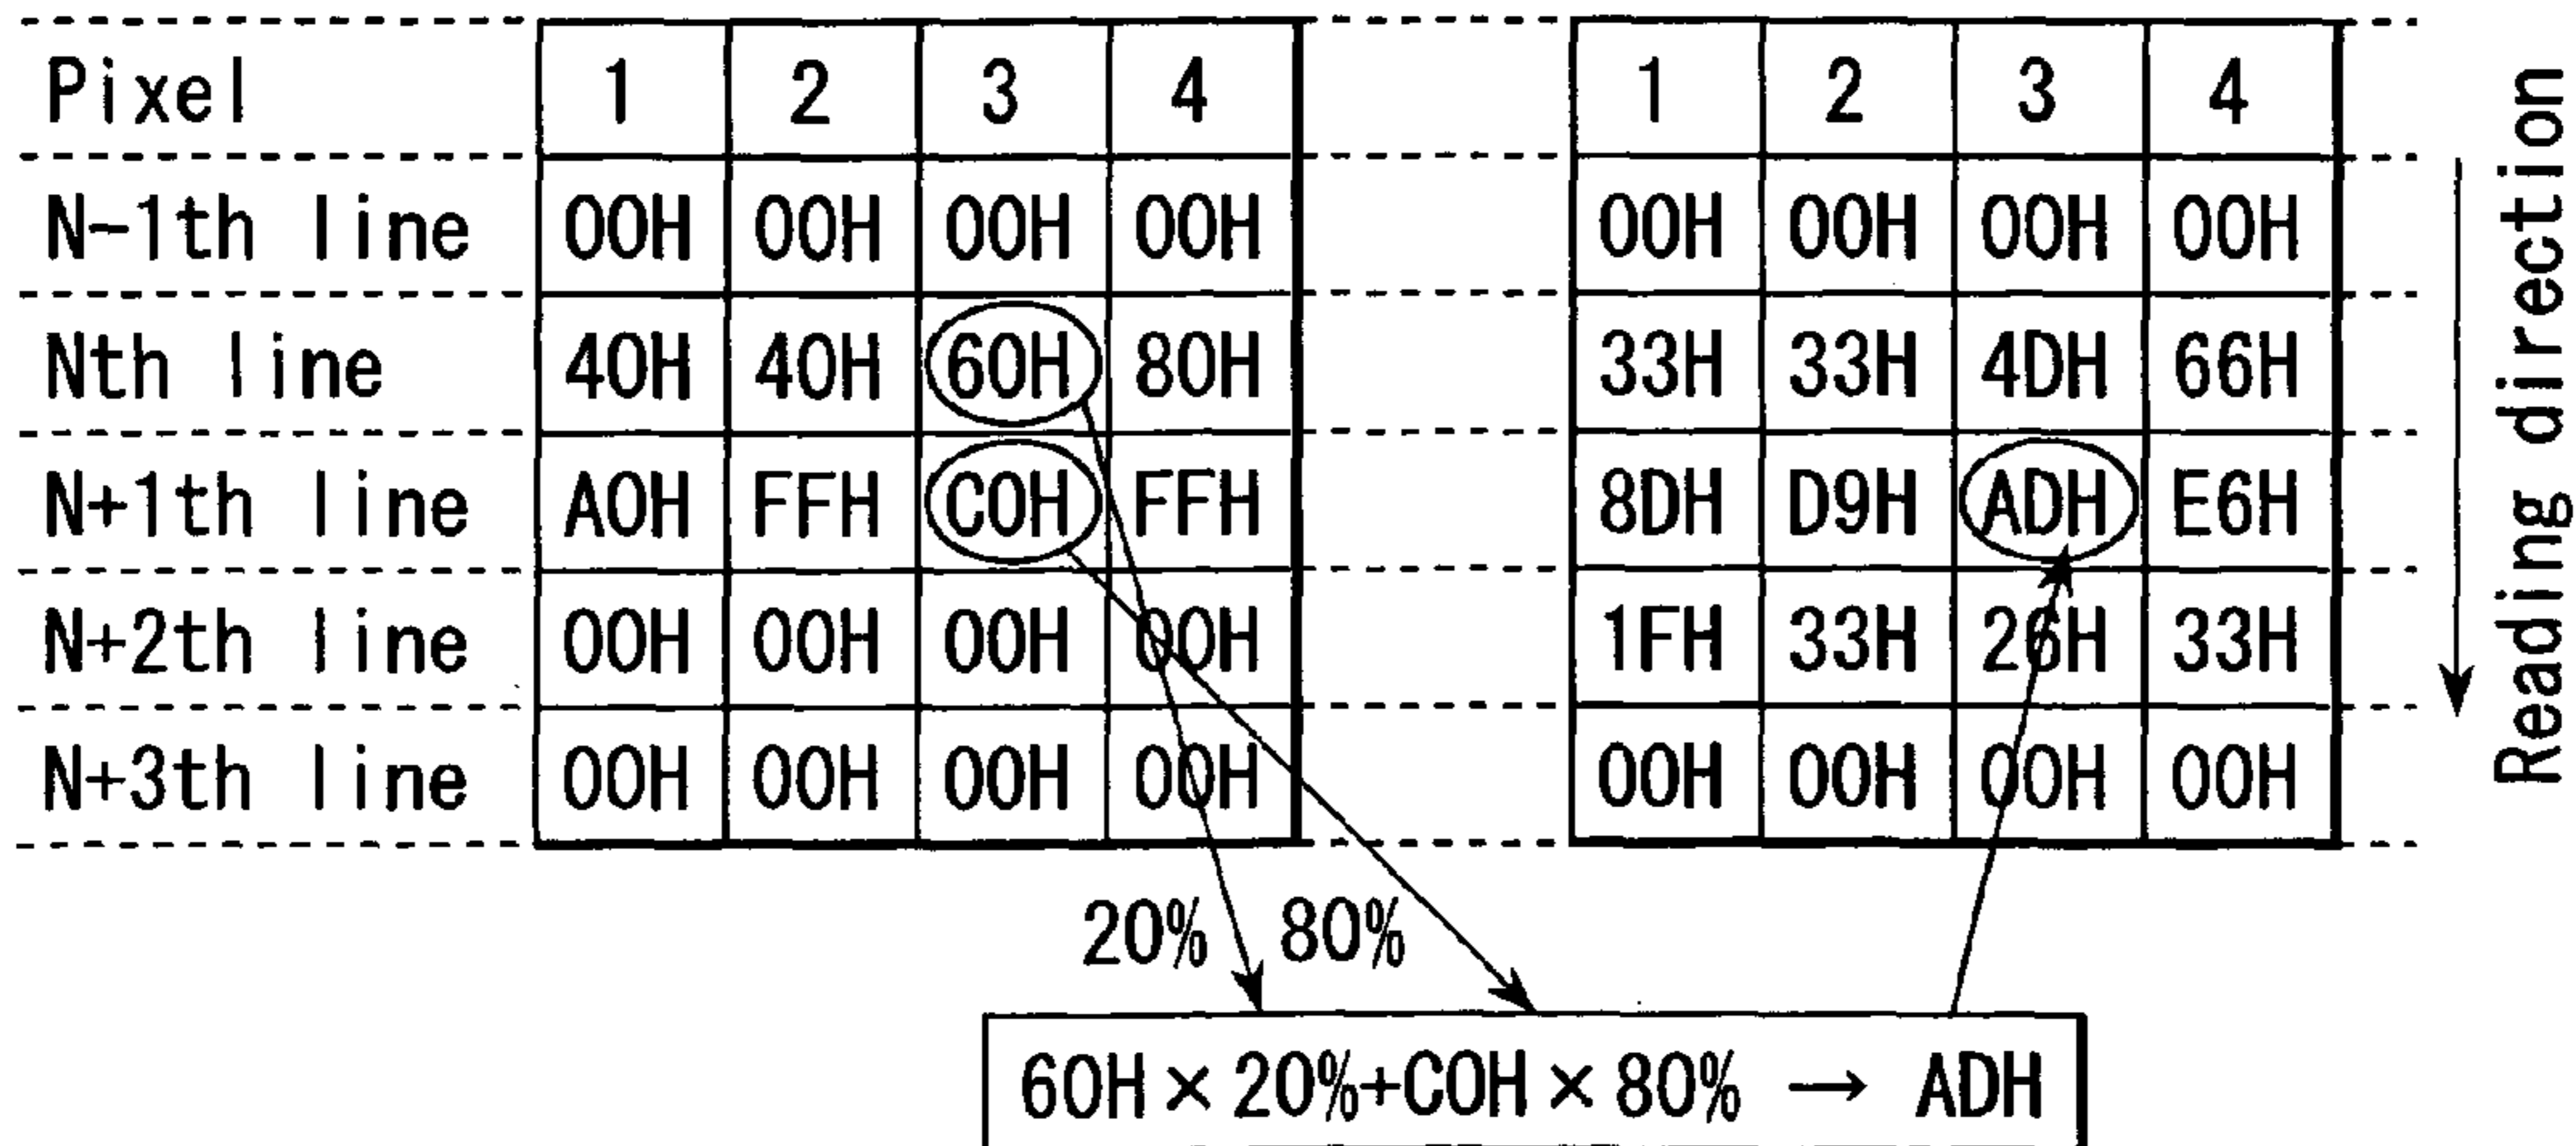 Pixel 1 2 3 4 1 2 3 4
N-1th line 00H 00H 00H 00H 00H 00H 00H 00H
Nth line 40H 40H 60H 80H 33H 33H 4DH 66H
N+1th line A0H FFH C0H FFH 8DH D9H ADH E6H
N+2th line 00H 00H 00H 00H 1FH 33H 26H 33H
N+3th line 00H 00H 00H 00H 00H 00H 00H 00H
Reading direction
20% 80%
60H × 20%+C0H × 80% → ADH